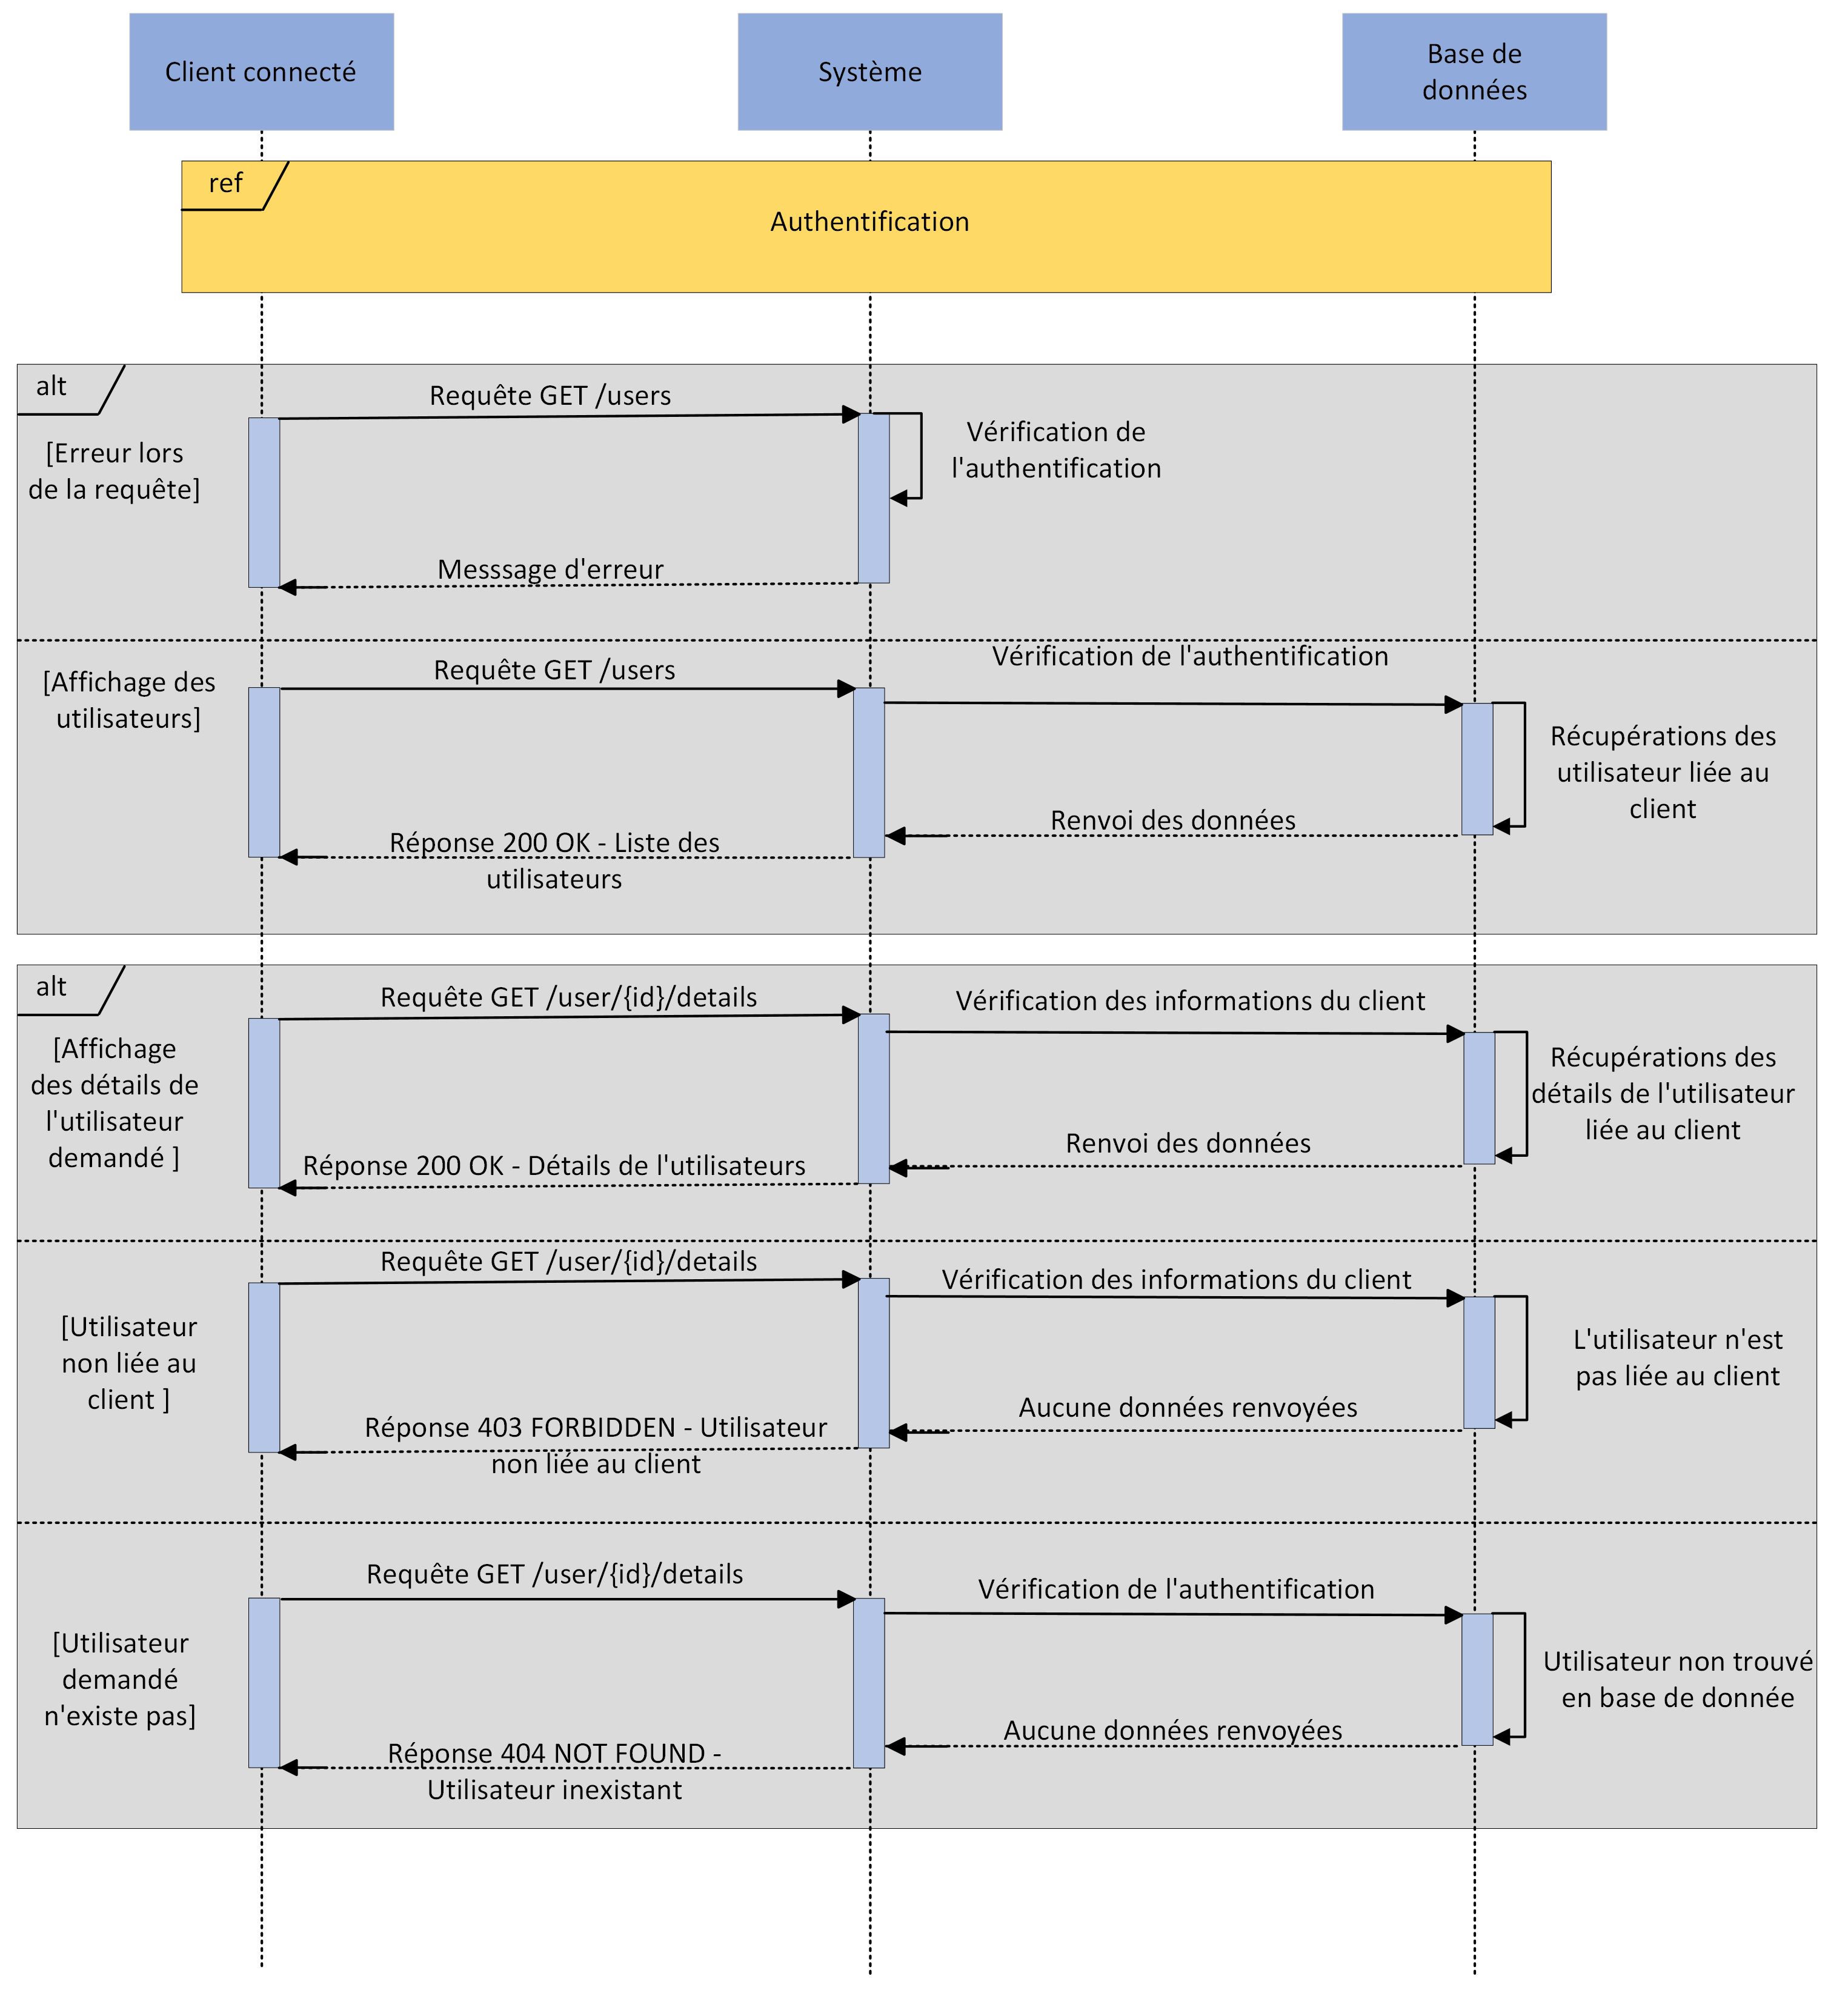 Client connecté
Système
Base de
données
ref
Authentification
alt
Requête GET /users
Vérification de
l'authentification
[Erreur lors
de la requête]
Messsage d'erreur
Vérification de l'authentification
Requête GET /users
[Affichage des
utilisateurs]
Récupérations des
utilisateur liée au
client
Renvoi des données
Réponse 200 OK - Liste des
utilisateurs
alt
Requête GET /user/{id}/details
Vérification des informations du client
[Affichage
des détails de
l'utilisateur
demandé ]
Récupérations des
détails de l'utilisateur
liée au client
Renvoi des données
Réponse 200 OK - Détails de l'utilisateurs
Requête GET /user/{id}/details
Vérification des informations du client
[Utilisateur
non liée au
client ]
L'utilisateur n'est
pas liée au client
Aucune données renvoyées
Réponse 403 FORBIDDEN - Utilisateur
non liée au client
Requête GET /user/{id}/details
Vérification de l'authentification
[Utilisateur
demandé
n'existe pas]
Utilisateur non trouvé
en base de donnée
Aucune données renvoyées
Réponse 404 NOT FOUND -
Utilisateur inexistant